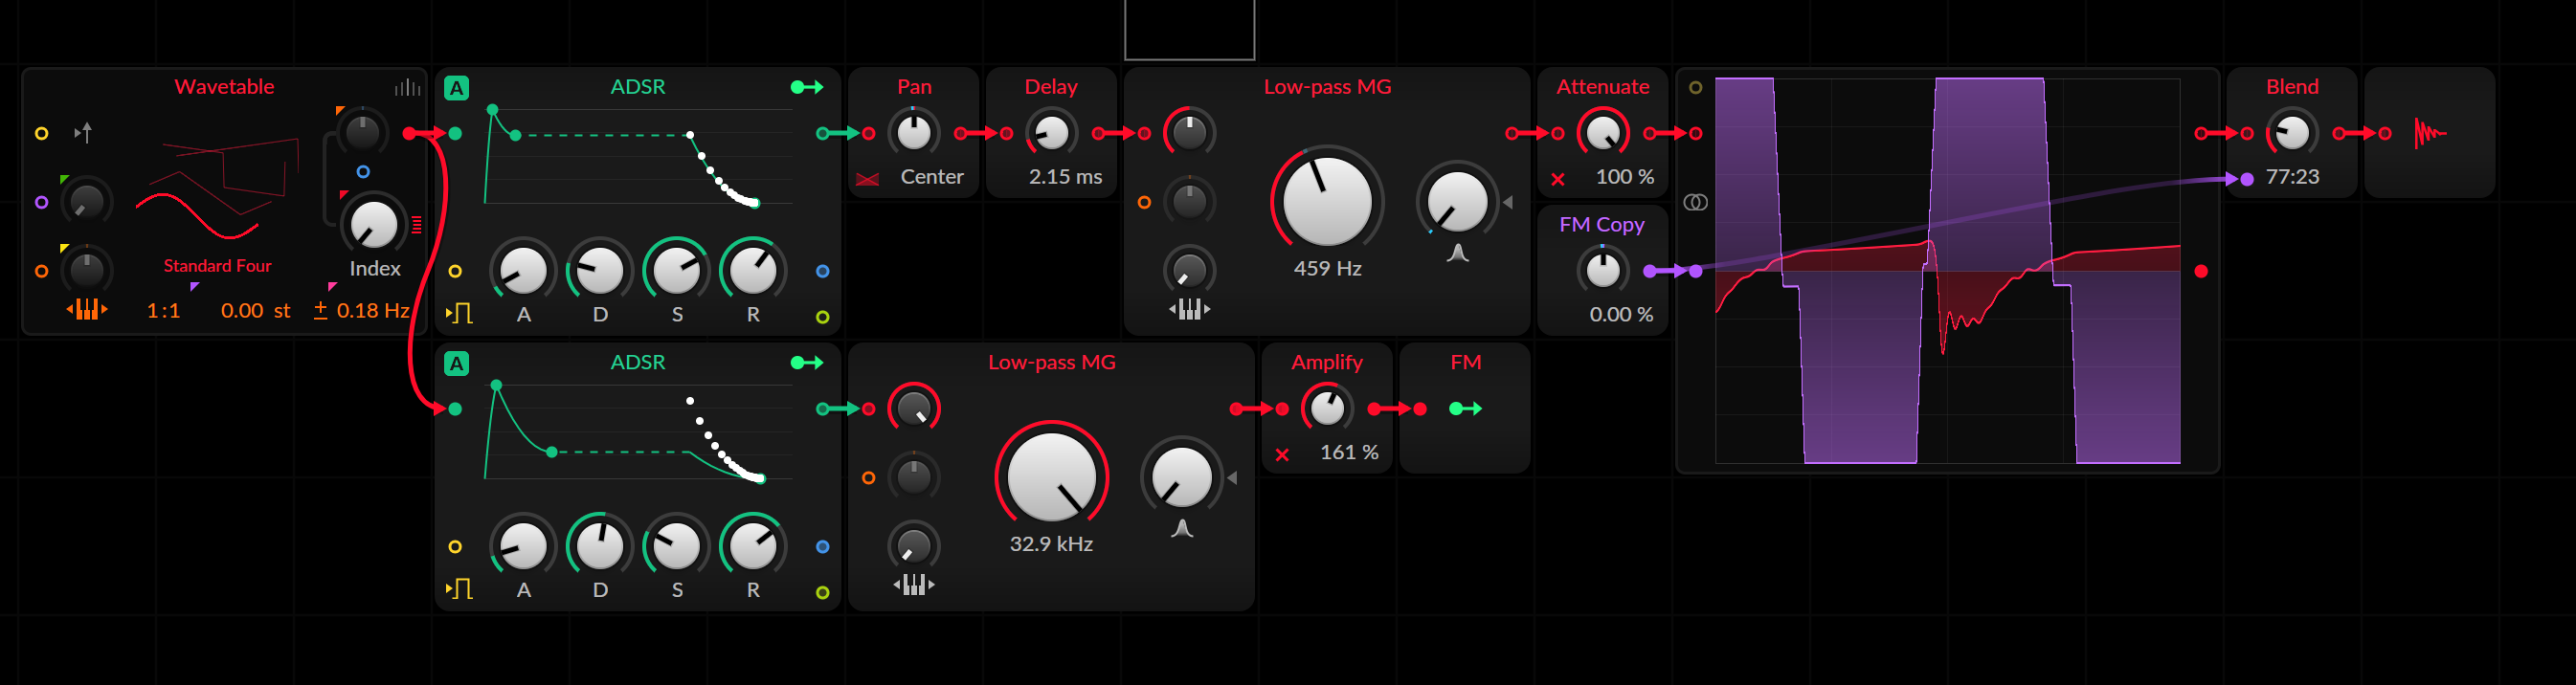 Wavetable
Standard Four
Index
1:1 0.00 st ± 0.18 Hz
A ADSR
A D S R
Pan
Center
Delay
2.15 ms
Low-pass MG
459 Hz
Attenuate
100 %
FM Copy
0.00 %
Blend
77:23
A ADSR
A D S R
Low-pass MG
32.9 kHz
Amplify
161 %
FM